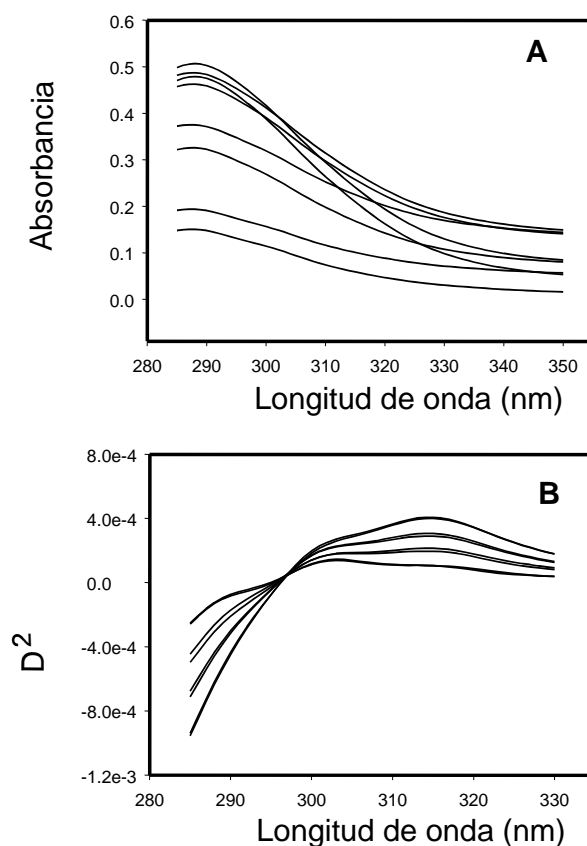 A
Absorbancia
0.6
0.5
0.4
0.3
0.2
0.1
0.0
280 290 300 310 320 330 340 350
Longitud de onda (nm)
B
D2
8.0e-4
4.0e-4
0.0
-4.0e-4
-8.0e-4
-1.2e-3
280 290 300 310 320 330
Longitud de onda (nm)